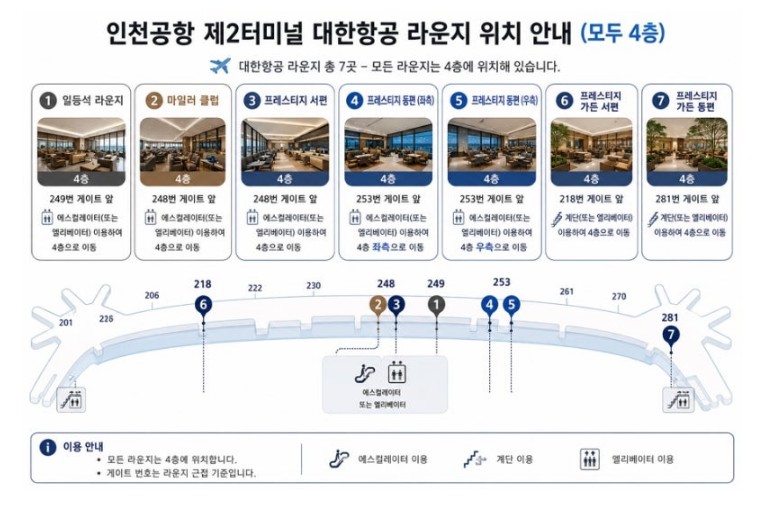 인천공항 제2터미널 대한항공 라운지 위치 안내 (모두 4층)
대한항공 라운지 총 7곳 – 모든 라운지는 4층에 위치해 있습니다.
1 일등석 라운지
4층
249번 게이트 앞
에스컬레이터(또는
엘리베이터) 이용하여
4층으로 이동
2 마일러 클럽
4층
248번 게이트 앞
에스컬레이터(또는
엘리베이터) 이용하여
4층으로 이동
3 프레스티지 서편
4층
248번 게이트 앞
에스컬레이터(또는
엘리베이터) 이용하여
4층으로 이동
4 프레스티지 동편 (좌측)
4층
253번 게이트 앞
에스컬레이터(또는
엘리베이터) 이용하여
4층 좌측으로 이동
5 프레스티지 동편 (우측)
4층
253번 게이트 앞
에스컬레이터(또는
엘리베이터) 이용하여
4층 우측으로 이동
6 프레스티지
가든 서편
4층
218번 게이트 앞
계단(또는 엘리베이터)
이용하여 4층으로 이동
7 프레스티지
가든 동편
4층
281번 게이트 앞
계단(또는 엘리베이터)
이용하여 4층으로 이동
201 226 206 218 222 230 248 249 253 261 270 281
6 2 3 1 4 5 7
에스컬레이터
또는 엘리베이터
i 이용 안내
• 모든 라운지는 4층에 위치합니다.
• 게이트 번호는 라운지 근접 기준입니다.
에스컬레이터 이용
계단 이용
엘리베이터 이용